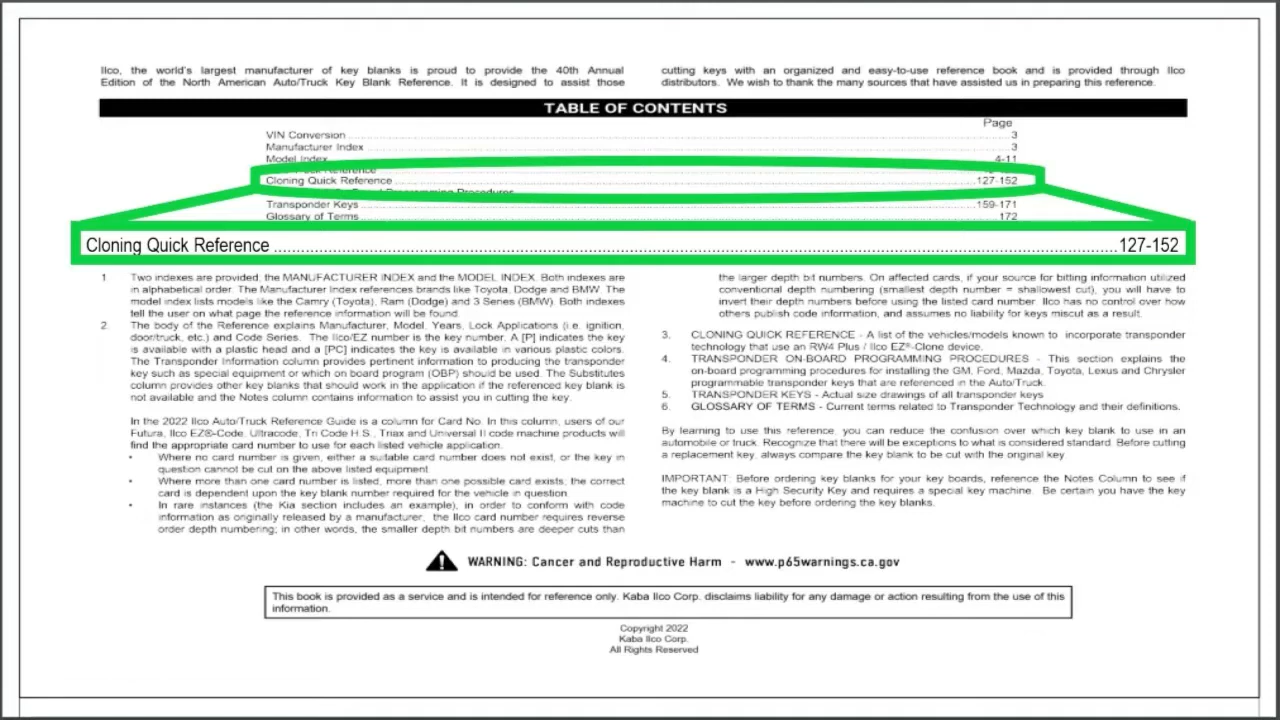 Ilco, the world's largest manufacturer of key blanks is proud to provide the 40th Annual
Edition of the North American Auto/Truck Key Blank Reference. It is designed to assist those
cutting keys with an organized and easy-to-use reference book and is provided through Ilco
distributors. We wish to thank the many sources that have assisted us in preparing this reference.
TABLE OF CONTENTS
Page
VIN Conversion 3
Manufacturer Index 3
Model Index 4-11
Cloning Quick Reference 127-152
Programming Procedures
Transponder Keys 159-171
Glossary of Terms 172
Cloning Quick Reference 127-152
1 Two indexes are provided, the MANUFACTURER INDEX and the MODEL INDEX. Both indexes are
in alphabetical order. The Manufacturer Index references brands like Toyota, Dodge and BMW. The
model index lists models like the Camry (Toyota), Ram (Dodge) and 3 Series (BMW). Both indexes
tell the user on what page the reference information will be found.
2. The body of the Reference explains Manufacturer, Model, Years, Lock Applications (i.e. ignition,
door/truck, etc.) and Code Series. The Ilco/EZ number is the key number. A [P] indicates the key
is available with a plastic head and a [PC] indicates the key is available in various plastic colors.
The Transponder Information column provides pertinent information to producing the transponder
key such as special equipment or which on board program (OBP) should be used. The Substitutes
column provides other key blanks that should work in the application if the referenced key blank is
not available and the Notes column contains information to assist you in cutting the key.
In the 2022 Ilco Auto/Truck Reference Guide is a column for Card No. In this column, users of our
Futura, Ilco EZ®-Code, Ultracode, Tri Code H.S., Triax and Universal II code machine products will
find the appropriate card number to use for each listed vehicle application.
• Where no card number is given, either a suitable card number does not exist, or the key in
question cannot be cut on the above listed equipment.
• Where more than one card number is listed, more than one possible card exists, the correct
card is dependent upon the key blank number required for the vehicle in question.
• In rare instances (the Kia section includes an example), in order to conform with code
information as originally released by a manufacturer, the Ilco card number requires reverse
order depth numbering; in other words, the smaller depth bit numbers are deeper cuts than
the larger depth bit numbers. On affected cards, if your source for bitting information utilized
conventional depth numbering (smallest depth number = shallowest cut), you will have to
invert their depth numbers before using the listed card number. Ilco has no control over how
others publish code information, and assumes no liability for keys miscut as a result.
3. CLONING QUICK REFERENCE - A list of the vehicles/models known to incorporate transponder
technology that use an RW4 Plus / Ilco EZ®-Clone device.
4. TRANSPONDER ON-BOARD PROGRAMMING PROCEDURES - This section explains the
on-board programming procedures for installing the GM, Ford, Mazda, Toyota, Lexus and Chrysler
programmable transponder keys that are referenced in the Auto/Truck.
5. TRANSPONDER KEYS - Actual size drawings of all transponder keys
6. GLOSSARY OF TERMS - Current terms related to Transponder Technology and their definitions.
By learning to use this reference, you can reduce the confusion over which key blank to use in an
automobile or truck. Recognize that there will be exceptions to what is considered standard. Before cutting
a replacement key, always compare the key blank to be cut with the original key
IMPORTANT: Before ordering key blanks for your key boards, reference the Notes Column to see if
the key blank is a High Security Key and requires a special key machine. Be certain you have the key
machine to cut the key before ordering the key blanks.
WARNING: Cancer and Reproductive Harm - www.p65warnings.ca.gov
This book is provided as a service and is intended for reference only. Kaba Ilco Corp. disclaims liability for any damage or action resulting from the use of this
information.
Copyright 2022
Kaba Ilco Corp.
All Rights Reserved